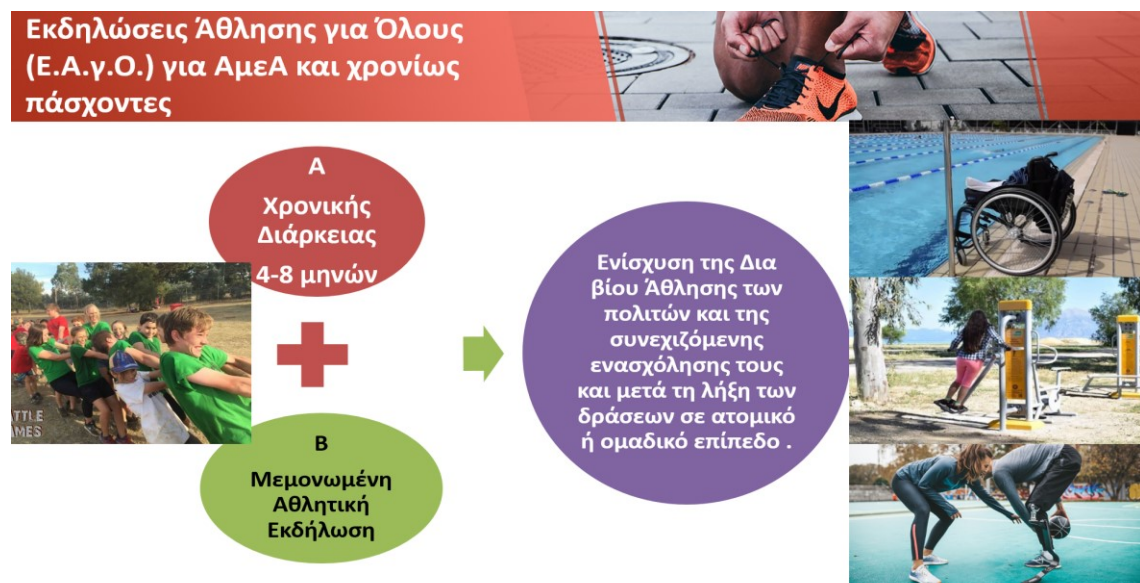 Εκδηλώσεις Άθλησης για Όλους
(Ε.Α.γ.Ο.) για ΑμεΑ και χρονίως
πάσχοντες
Α
Χρονικής
Διάρκειας
4-8 μηνών
Β
Μεμονωμένη
Αθλητική
Εκδήλωση
Ενίσχυση της Δια
βίου Άθλησης των
πολιτών και της
συνεχιζόμενης
ενασχόλησης τους
και μετά τη λήξη των
δράσεων σε ατομικό
ή ομαδικό επίπεδο .
ATTLE
AMES